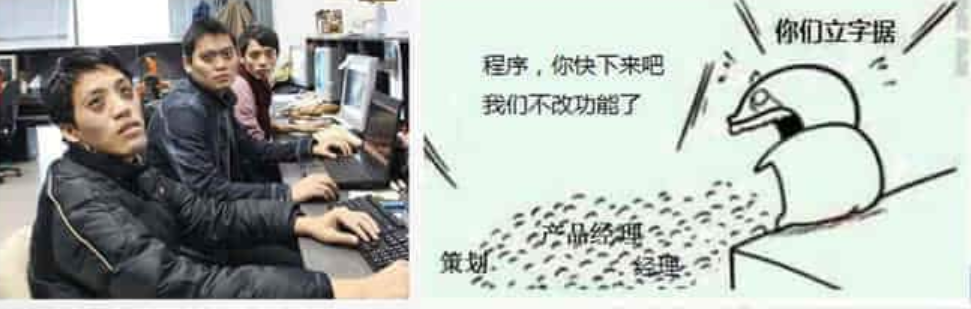 你们立字据
程序，你快下来吧
我们不改功能了
产品经理
策划
经理